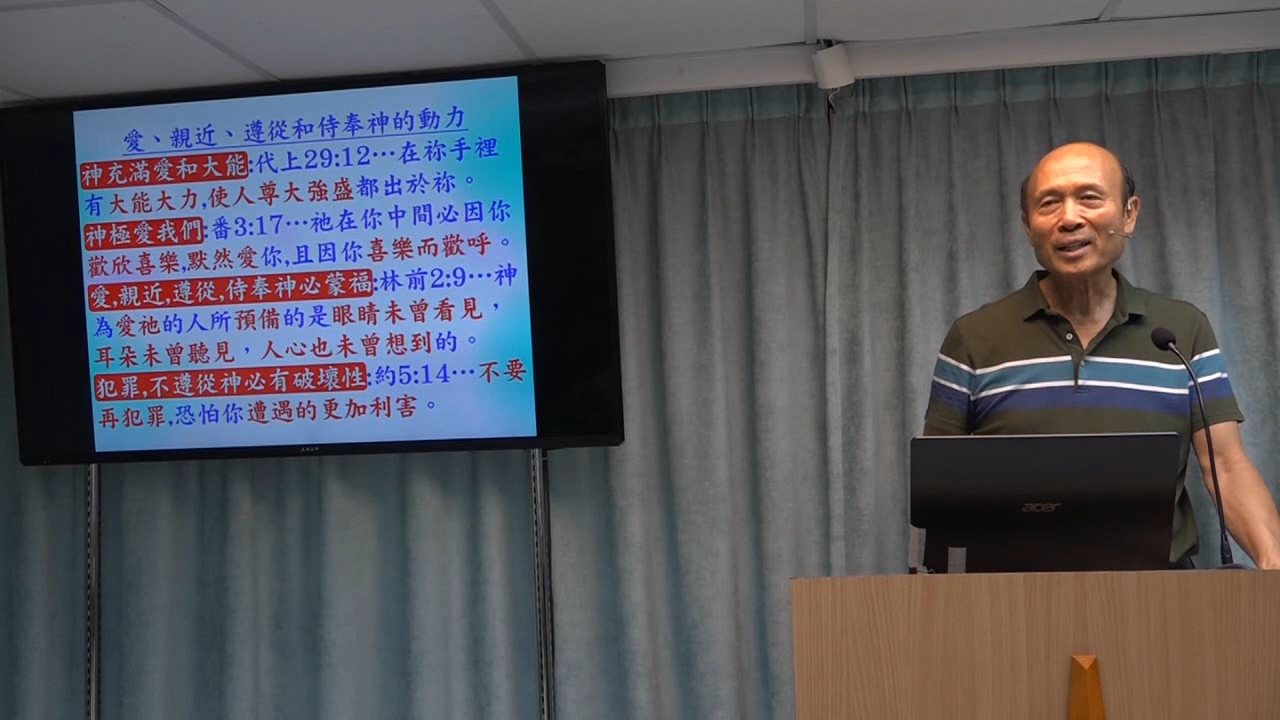 愛、親近、遵從和侍奉神的動力
神充滿愛和大能:代上29:12…在祢手裡
有大能大力,使人尊大強盛都出於祢。
神極愛我們:番3:17…祂在你中間必因你
歡欣喜樂,默然愛你,且因你喜樂而歡呼。
愛,親近,遵從,侍奉神必蒙福:林前2:9…神
為愛祂的人所預備的是眼睛未曾看見，
耳朵未曾聽見，人心也未曾想到的。
犯罪,不遵從神必有破壞性:約5:14…不要
再犯罪,恐怕你遭遇的更加利害。
acer